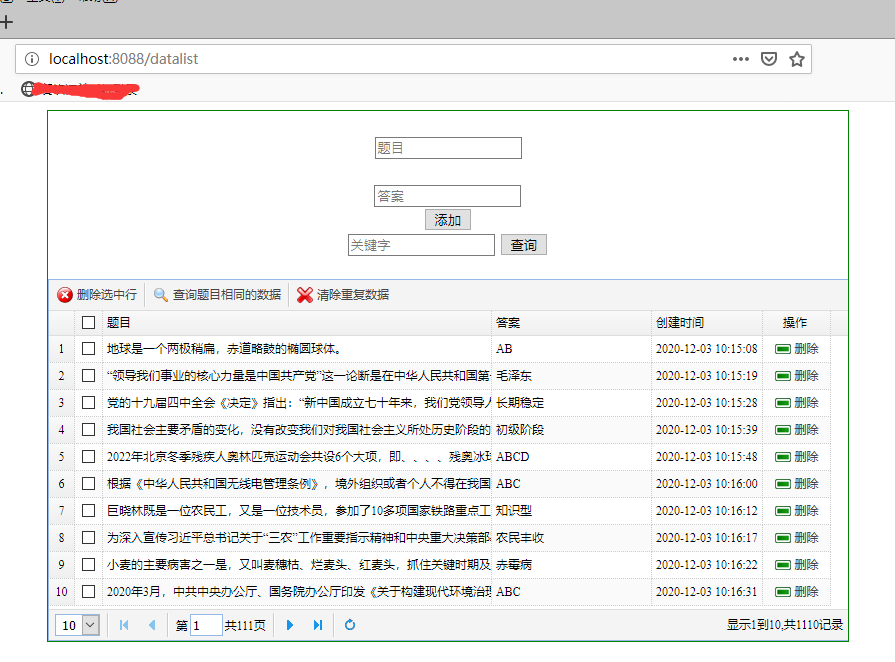 localhost:8088/datalist
题目
答案
添加
关键字 查询
删除选中行 查询题目相同的数据 清除重复数据
题目 答案 创建时间 操作
1 地球是一个两极稍扁，赤道略鼓的椭圆球体。 AB 2020-12-03 10:15:08 删除
2 “领导我们事业的核心力量是中国共产党”这一论断是在中华人民共和国第 毛泽东 2020-12-03 10:15:19 删除
3 党的十九届四中全会《决定》指出：“新中国成立七十年来，我们党领导人 长期稳定 2020-12-03 10:15:28 删除
4 我国社会主要矛盾的变化，没有改变我们对我国社会主义所处历史阶段的 初级阶段 2020-12-03 10:15:39 删除
5 2022年北京冬季残疾人奥林匹克运动会共设6个大项，即、、、、残奥冰球 ABCD 2020-12-03 10:15:48 删除
6 根据《中华人民共和国无线电管理条例》，境外组织或者个人不得在我国 ABC 2020-12-03 10:16:00 删除
7 巨晓林既是一位农民工，又是一位技术员，参加了10多项国家铁路重点工 知识型 2020-12-03 10:16:12 删除
8 为深入宣传习近平总书记关于“三农”工作重要指示精神和中央重大决策部 农民丰收 2020-12-03 10:16:17 删除
9 小麦的主要病害之一是，又叫麦穗枯、烂麦头、红麦头，抓住关键时期及 赤霉病 2020-12-03 10:16:22 删除
10 2020年3月，中共中央办公厅、国务院办公厅印发《关于构建现代环境治理 ABC 2020-12-03 10:16:31 删除
10 第 1 共111页 显示1到10,共1110记录